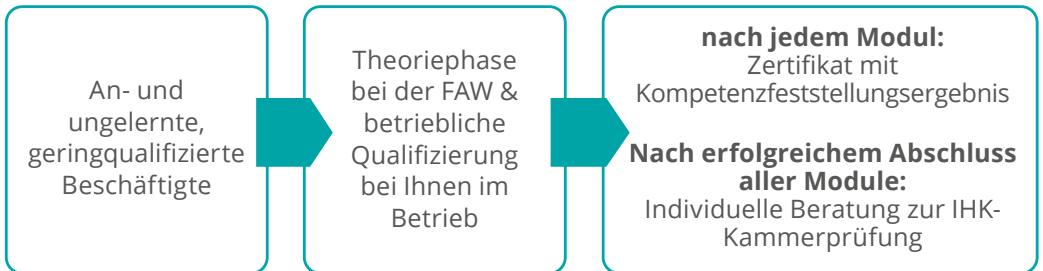 An- und
ungelernte,
geringqualifizierte
Beschäftigte
Theoriephase
bei der FAW &
betriebliche
Qualifizierung
bei Ihnen im
Betrieb
nach jedem Modul:
Zertifikat mit
Kompetenzfeststellungsergebnis
Nach erfolgreichem Abschluss
aller Module:
Individuelle Beratung zur IHK-
Kammerprüfung